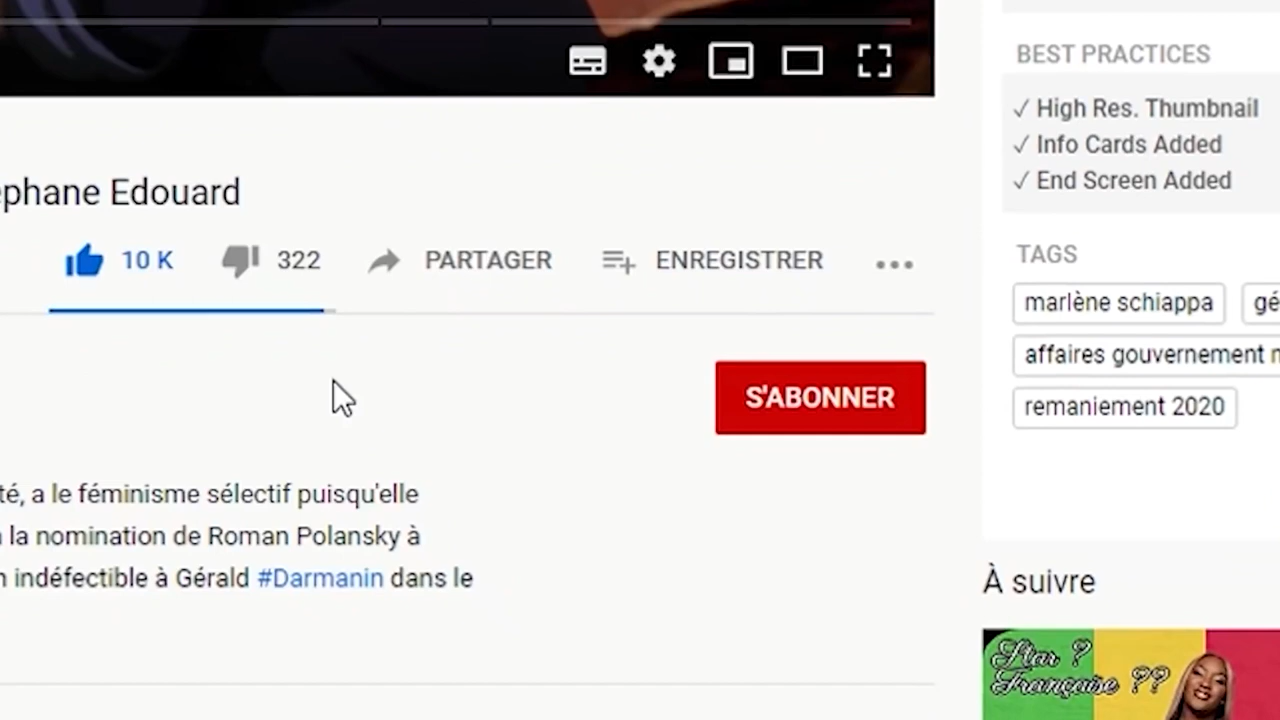 BEST PRACTICES
✓ High Res. Thumbnail
✓ Info Cards Added
✓ End Screen Added
phane Edouard
10 K 322 PARTAGER ENREGISTRER
TAGS
marlène schiappa gé
affaires gouvernement
remaniement 2020
S'ABONNER
té, a le féminisme sélectif puisqu'elle
la nomination de Roman Polansky à
indéfectible à Gérald #Darmanin dans le
À suivre
Star ?
Française ??